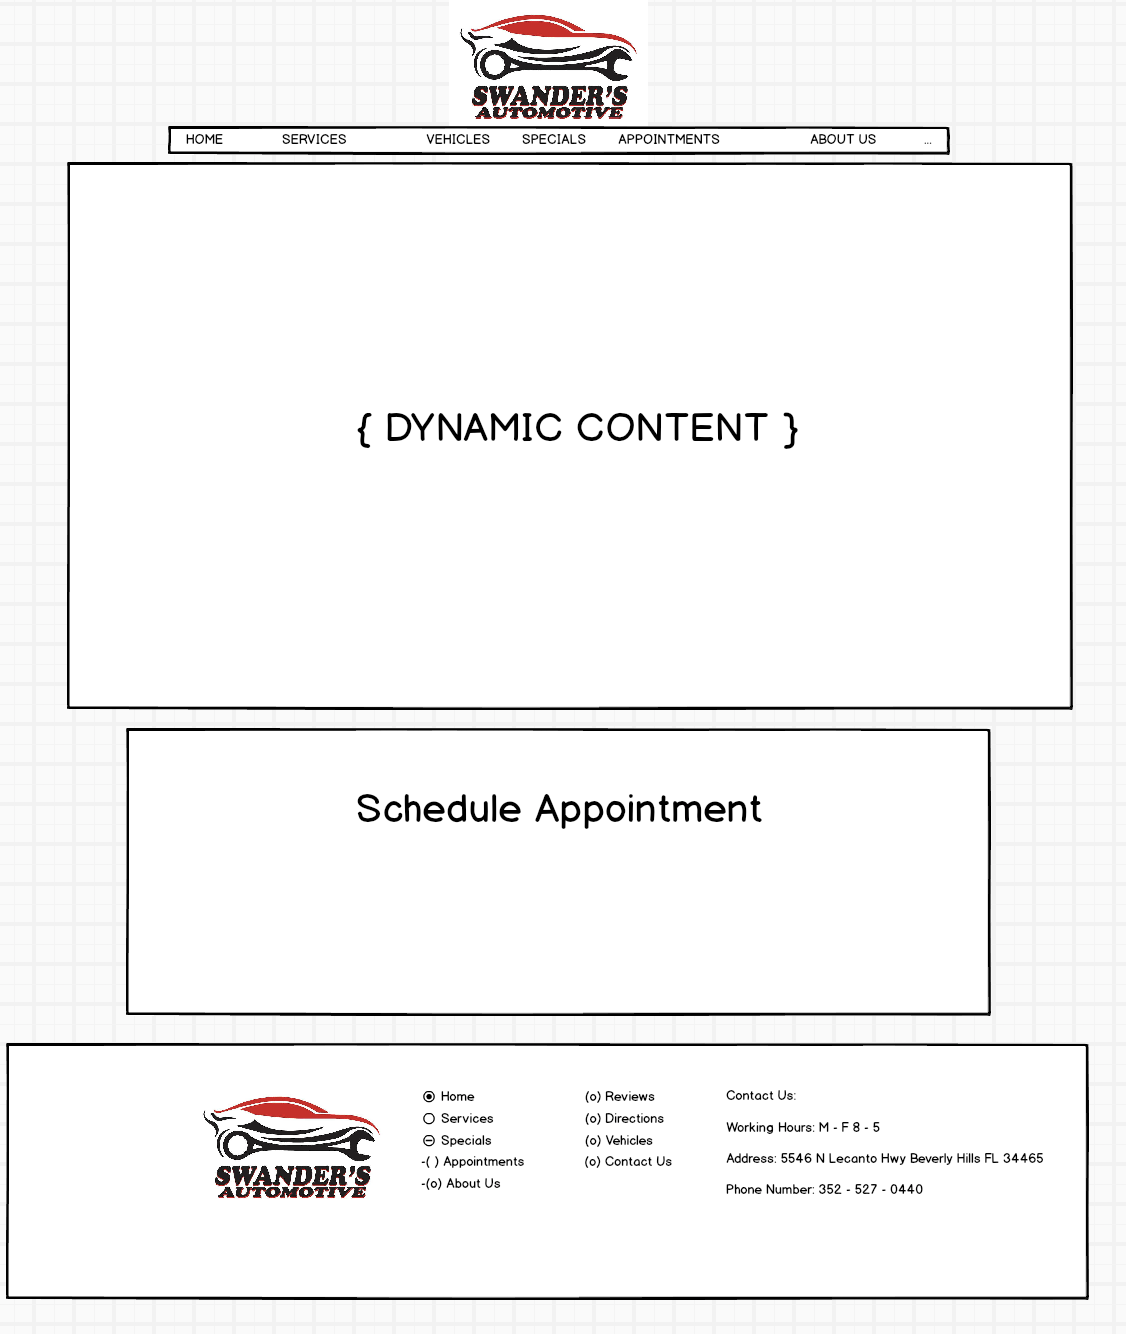 SWANDER'S
AUTOMOTIVE
HOME SERVICES VEHICLES SPECIALS APPOINTMENTS ABOUT US ...
{ DYNAMIC CONTENT }
Schedule Appointment
SWANDER'S
AUTOMOTIVE
Home
Services
Specials
-( ) Appointments
-(o) About Us
(o) Reviews
(o) Directions
(o) Vehicles
(o) Contact Us
Contact Us:
Working Hours: M - F 8 - 5
Address: 5546 N Lecanto Hwy Beverly Hills FL 34465
Phone Number: 352 - 527 - 0440